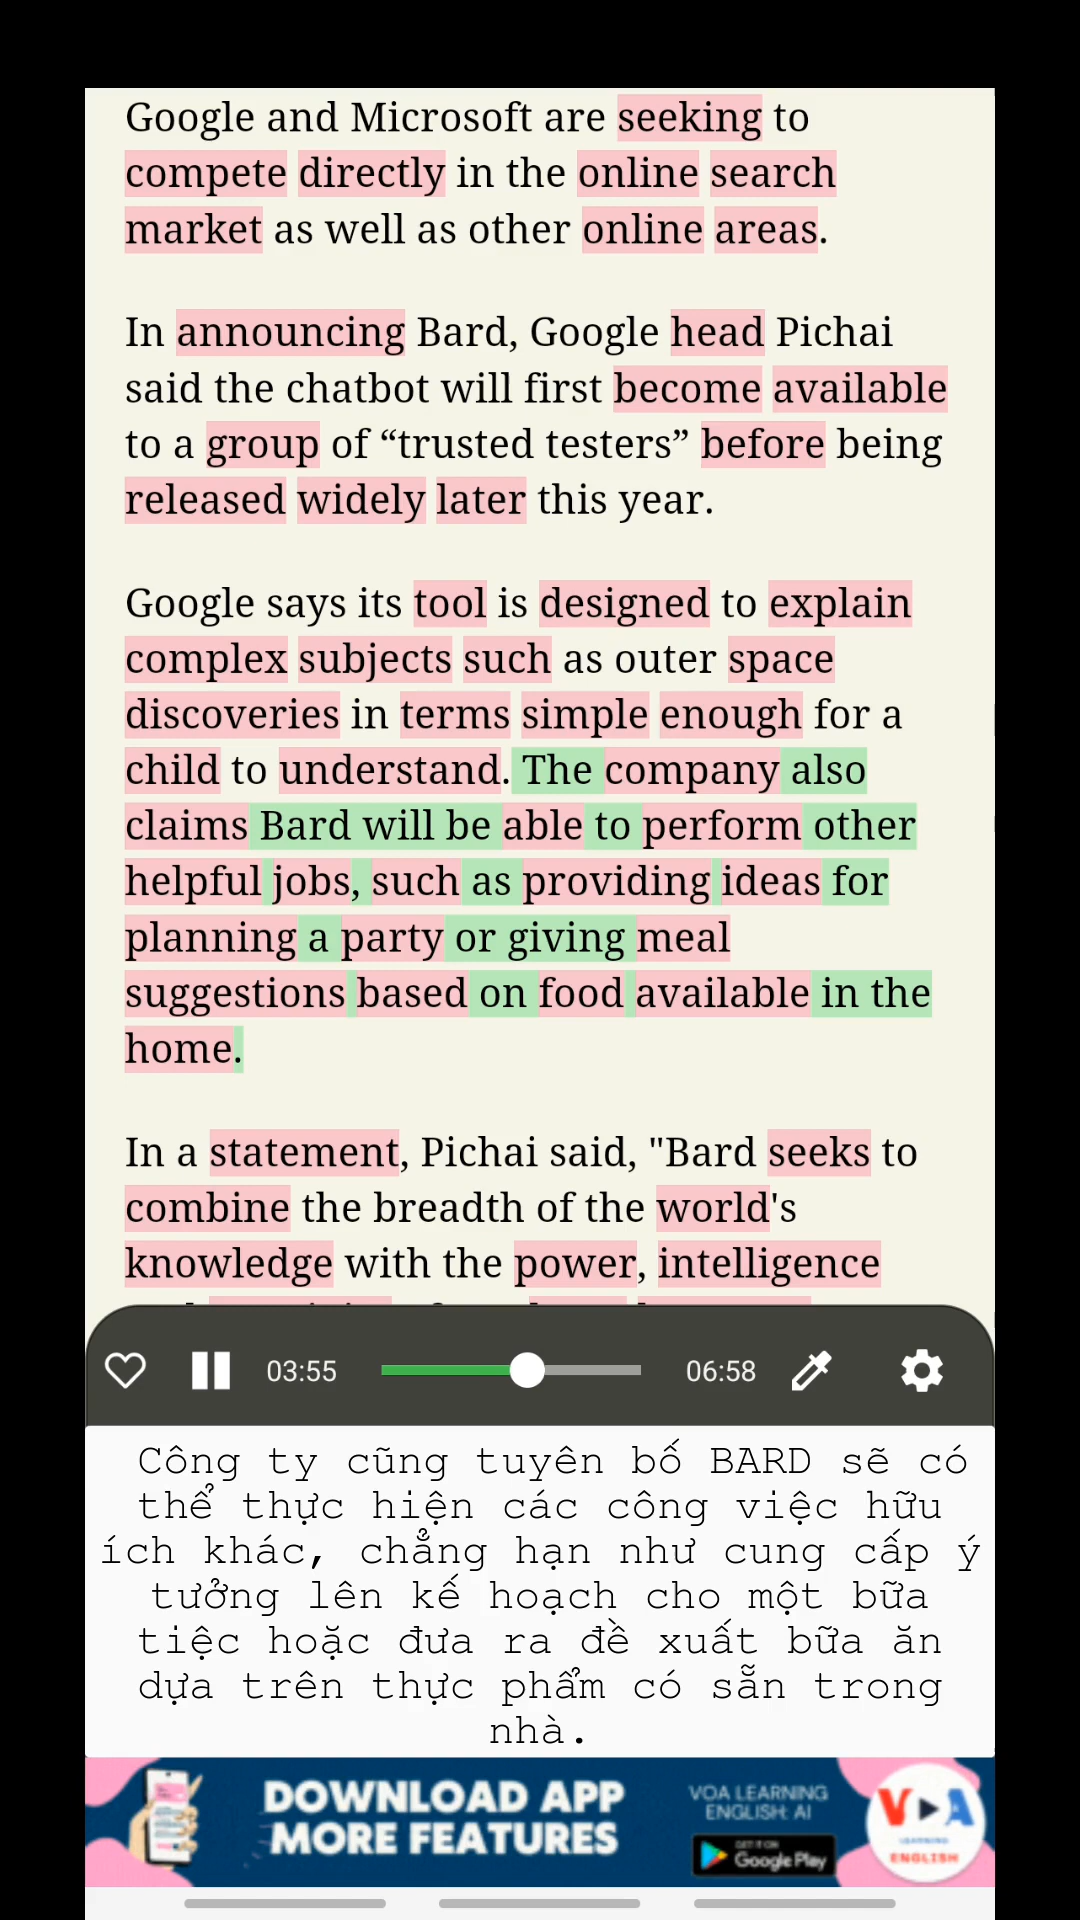 Google and Microsoft are seeking to
compete directly in the online search
market as well as other online areas.
In announcing Bard, Google head Pichai
said the chatbot will first become available
to a group of “trusted testers” before being
released widely later this year.
Google says its tool is designed to explain
complex subjects such as outer space
discoveries in terms simple enough for a
child to understand. The company also
claims Bard will be able to perform other
helpful jobs, such as providing ideas for
planning a party or giving meal
suggestions based on food available in the
home.
In a statement, Pichai said, "Bard seeks to
combine the breadth of the world's
knowledge with the power, intelligence
03:55
06:58
Công ty cũng tuyên bố BARD sẽ có
thể thực hiện các công việc hữu
ích khác, chẳng hạn như cung cấp ý
tưởng lên kế hoạch cho một bữa
tiệc hoặc đưa ra đề xuất bữa ăn
dựa trên thực phẩm có sẵn trong
nhà.
DOWNLOAD APP
MORE FEATURES
VOA LEARNING
ENGLISH: AI
GET IT ON
Google Play
VOA
LEARNING
ENGLISH